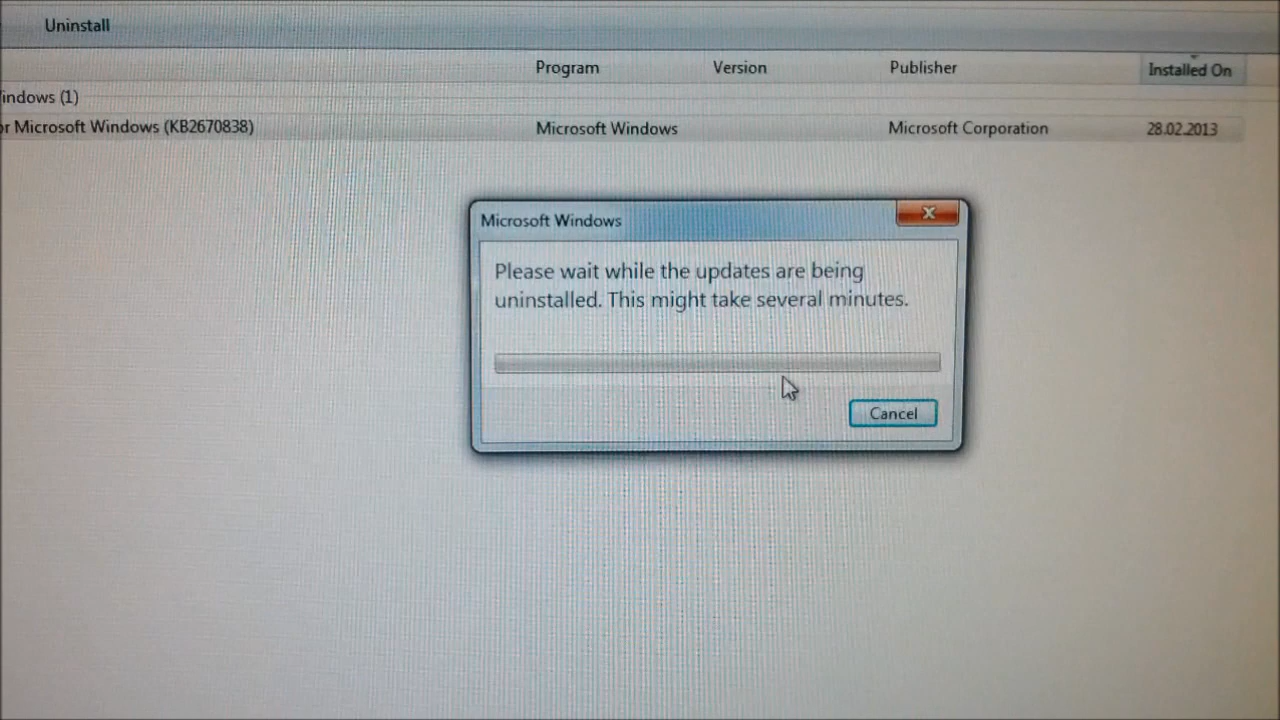 Uninstall
Program Version Publisher Installed On
indows (1)
or Microsoft Windows (KB2670838) Microsoft Windows Microsoft Corporation 28.02.2013
Microsoft Windows
Please wait while the updates are being
uninstalled. This might take several minutes.
Cancel